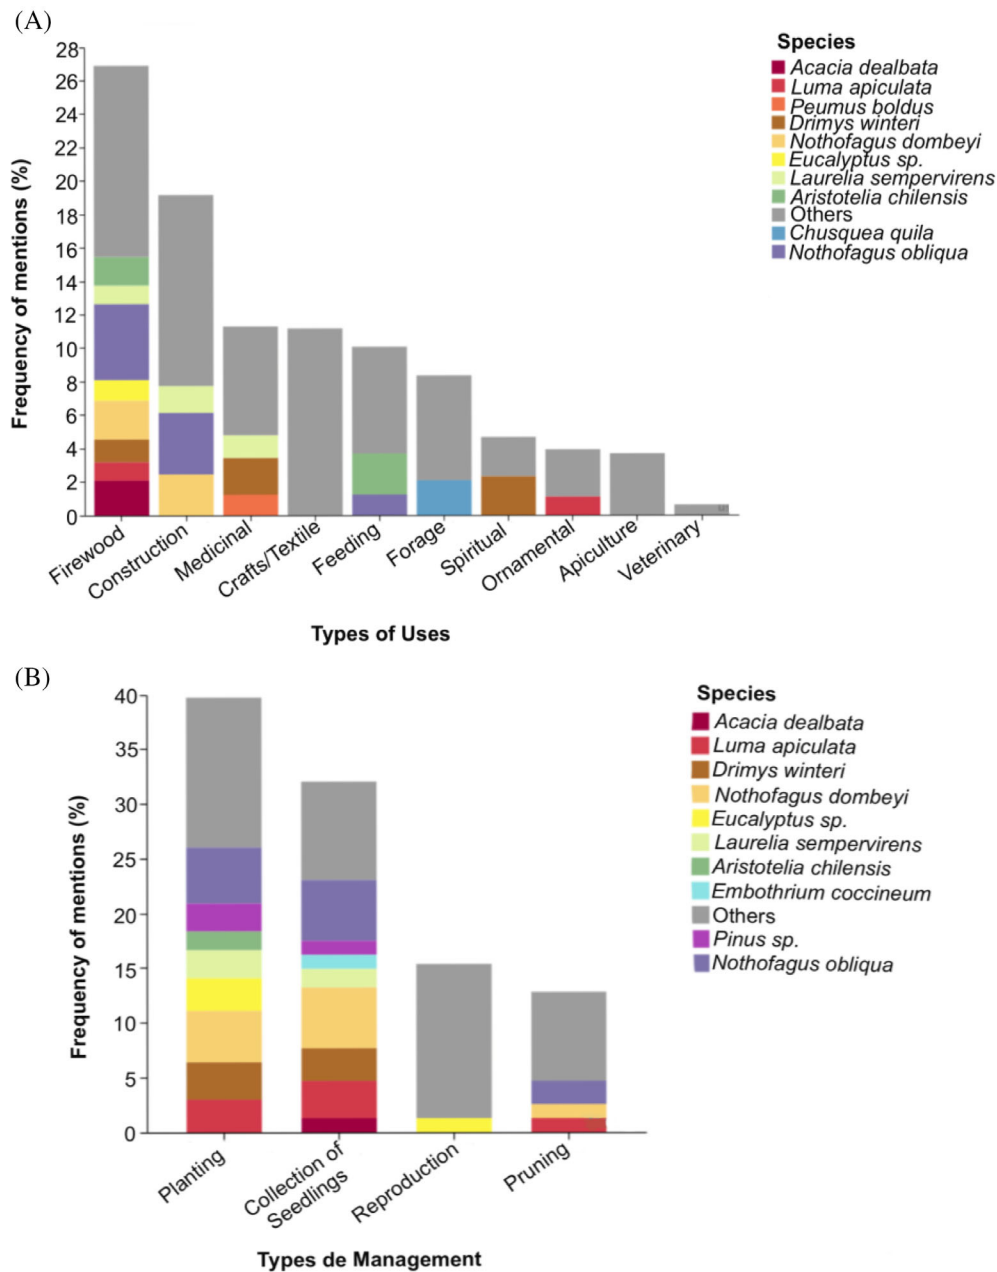 (A)
Frequency of mentions (%)
28
26
24
22
20
18
16
14
12
10
8
6
4
2
0
Firewood
Construction
Medicinal
Crafts/Textile
Feeding
Forage
Spiritual
Ornamental
Apiculture
Veterinary
Types of Uses
Species
Acacia dealbata
Luma apiculata
Peumus boldus
Drimys winteri
Nothofagus dombeyi
Eucalyptus sp.
Laurelia sempervirens
Aristotelia chilensis
Others
Chusquea quila
Nothofagus obliqua
(B)
Frequency of mentions (%)
40
35
30
25
20
15
10
5
0
Planting
Collection of
Seedlings
Reproduction
Pruning
Types de Management
Species
Acacia dealbata
Luma apiculata
Drimys winteri
Nothofagus dombeyi
Eucalyptus sp.
Laurelia sempervirens
Aristotelia chilensis
Embothrium coccineum
Others
Pinus sp.
Nothofagus obliqua